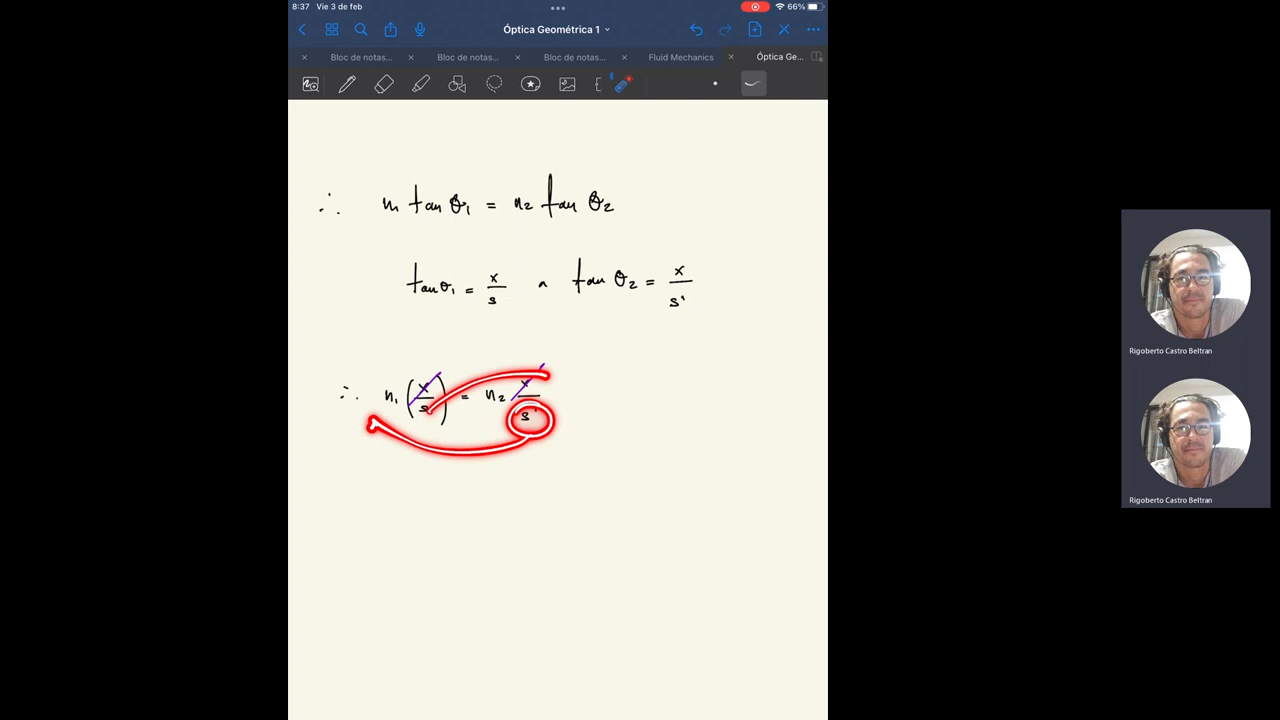 8:37 Vie 3 de feb
66%
Óptica Geométrica 1
Bloc de notas...
Bloc de notas...
Bloc de notas...
Fluid Mechanics
Óptica Ge...
∴ n₁ tan θ₁ = n₂ tan θ₂
tan θ₁ = x/s ∧ tan θ₂ = x/s'
∴ n₁ (x/s) = n₂ x/s'
Rigoberto Castro Beltran
Rigoberto Castro Beltran